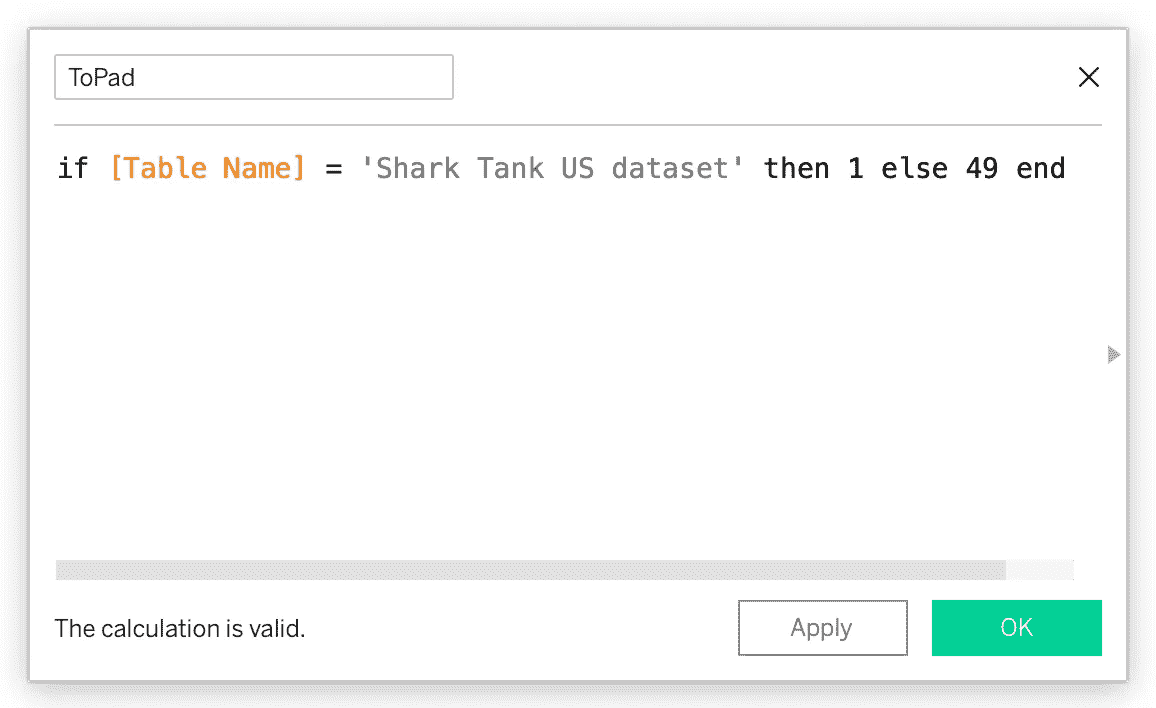 ToPad
if [Table Name] = 'Shark Tank US dataset' then 1 else 49 end
The calculation is valid.
Apply
OK